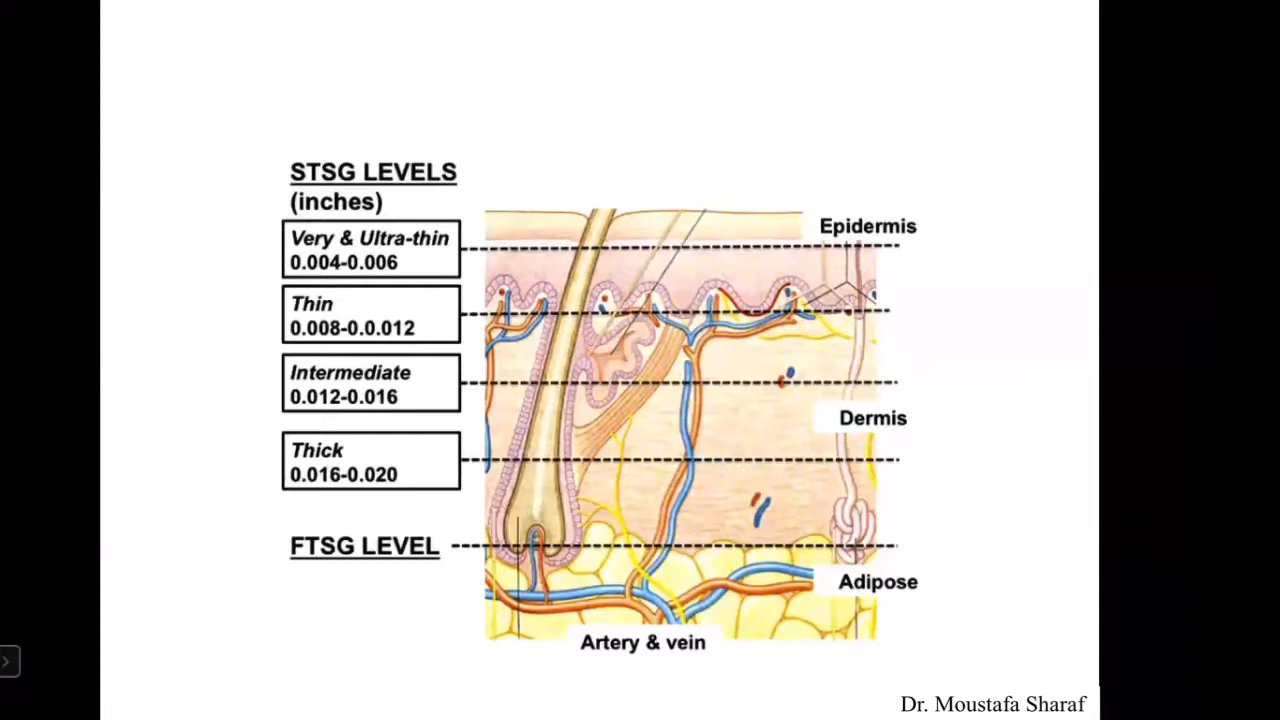 STSG LEVELS
(inches)
Very & Ultra-thin
0.004-0.006
Thin
0.008-0.0.012
Intermediate
0.012-0.016
Thick
0.016-0.020
FTSG LEVEL
Epidermis
Dermis
Adipose
Artery & vein
Dr. Moustafa Sharaf